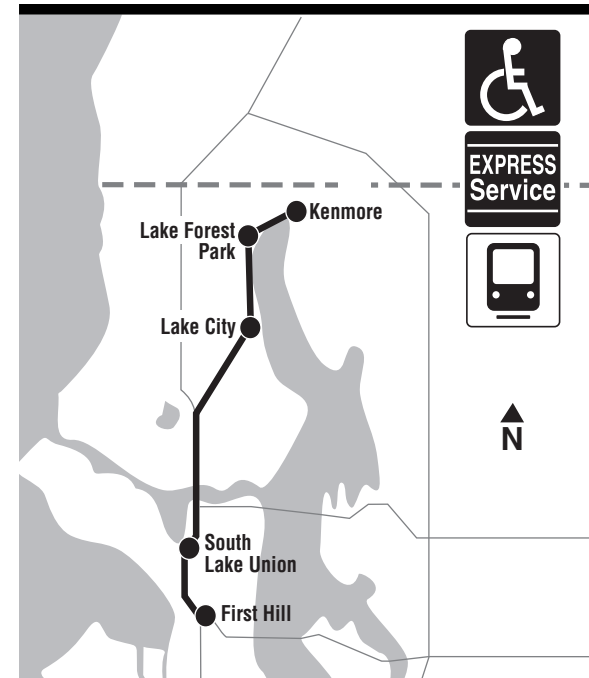 EXPRESS
Service
Kenmore
Lake Forest
Park
Lake City
N
South
Lake Union
First Hill